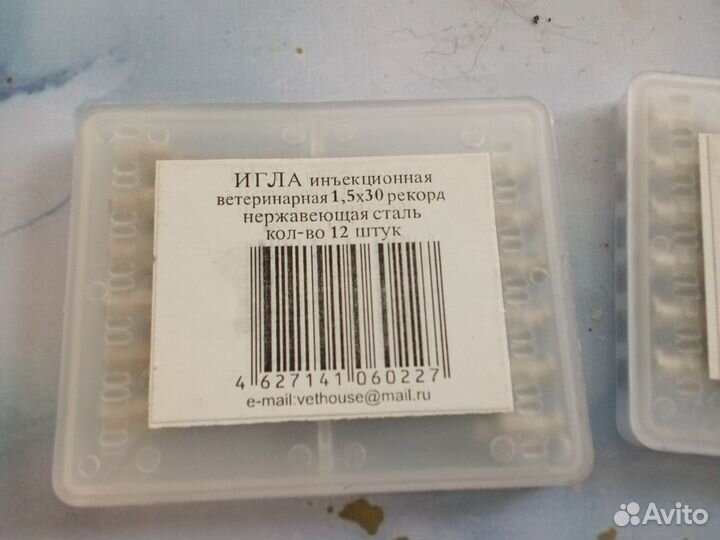 ИГЛА инъекционная
ветеринарная 1,5х30 рекорд
нержавеющая сталь
кол-во 12 штук
4 627141 060227
e-mail:vethouse@mail.ru
Avito